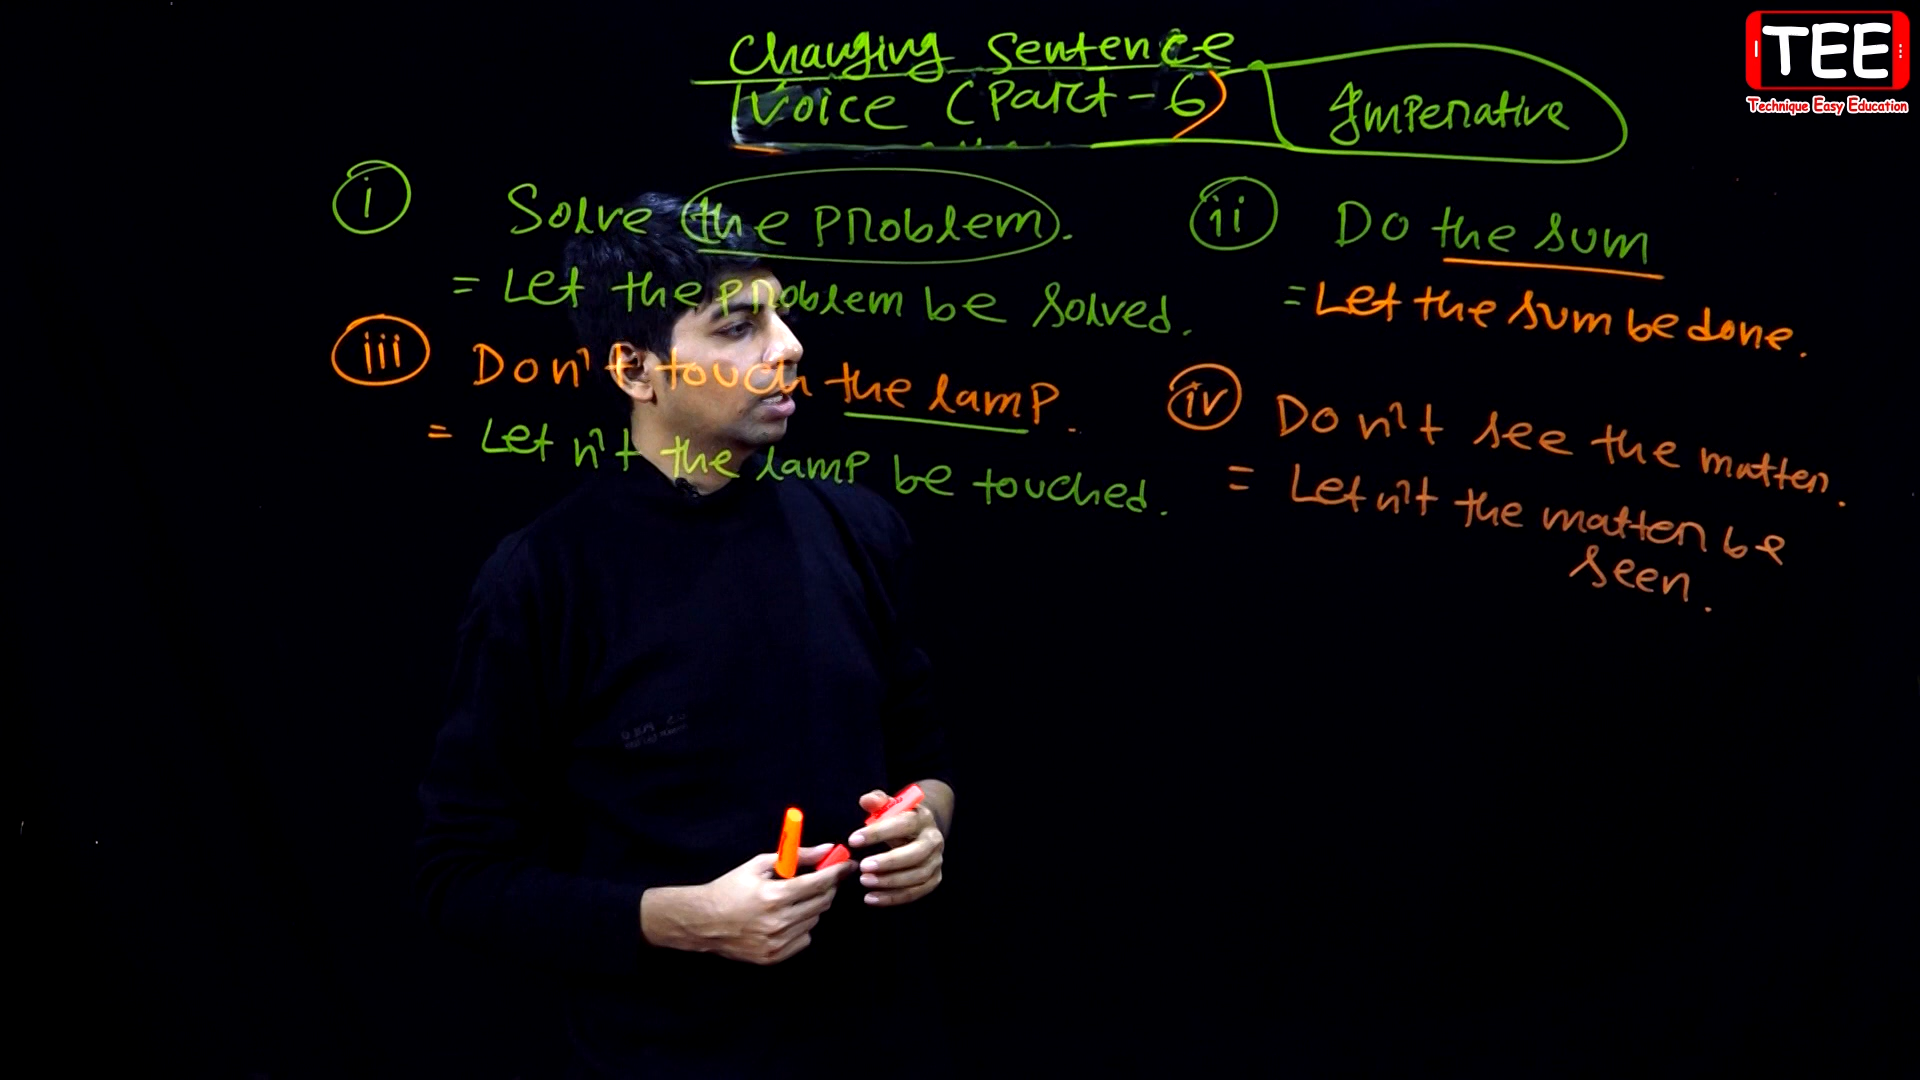 Changing Sentence
Voice (Part-6)
Imperative
TEE
Technique Easy Education
i Solve the problem.
= Let the problem be solved.
ii Do the sum
= Let the sum be done.
iii Don't touch the lamp.
= Let n't the lamp be touched.
iv Don't see the matter.
= Let n't the matter be
seen.